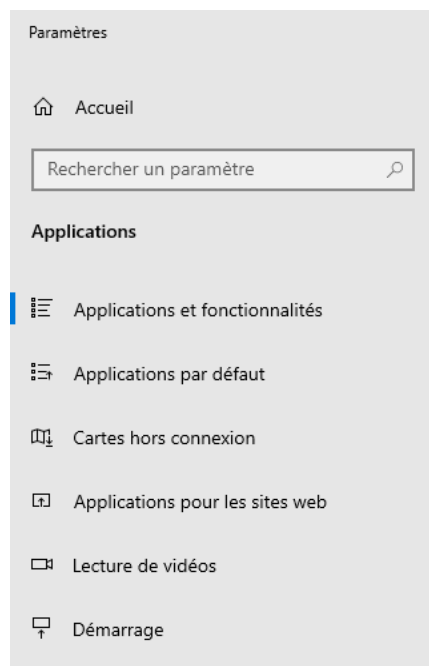 Paramètres
Accueil
Rechercher un paramètre
Applications
Applications et fonctionnalités
Applications par défaut
Cartes hors connexion
Applications pour les sites web
Lecture de vidéos
Démarrage